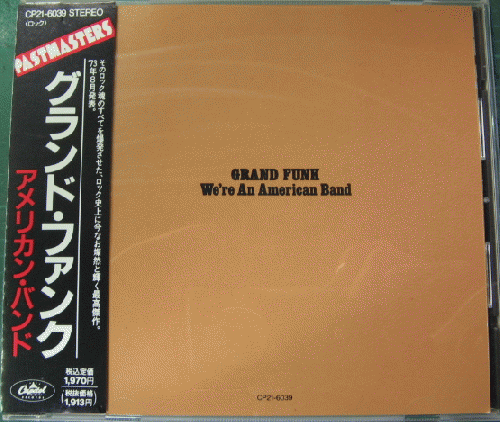 CP21-6039 STEREO
(ロック)
PASTMASTERS
グランド・ファンク
アメリカン・バンド
そのロック魂のすべてを爆発させた、ロック史上に今なお燦然と輝く最高傑作。
'73年8月発表。
税込定価
1,970円
(税抜価格)
1,913円
Capitol
GRAND FUNK
We're An American Band
CP21-6039